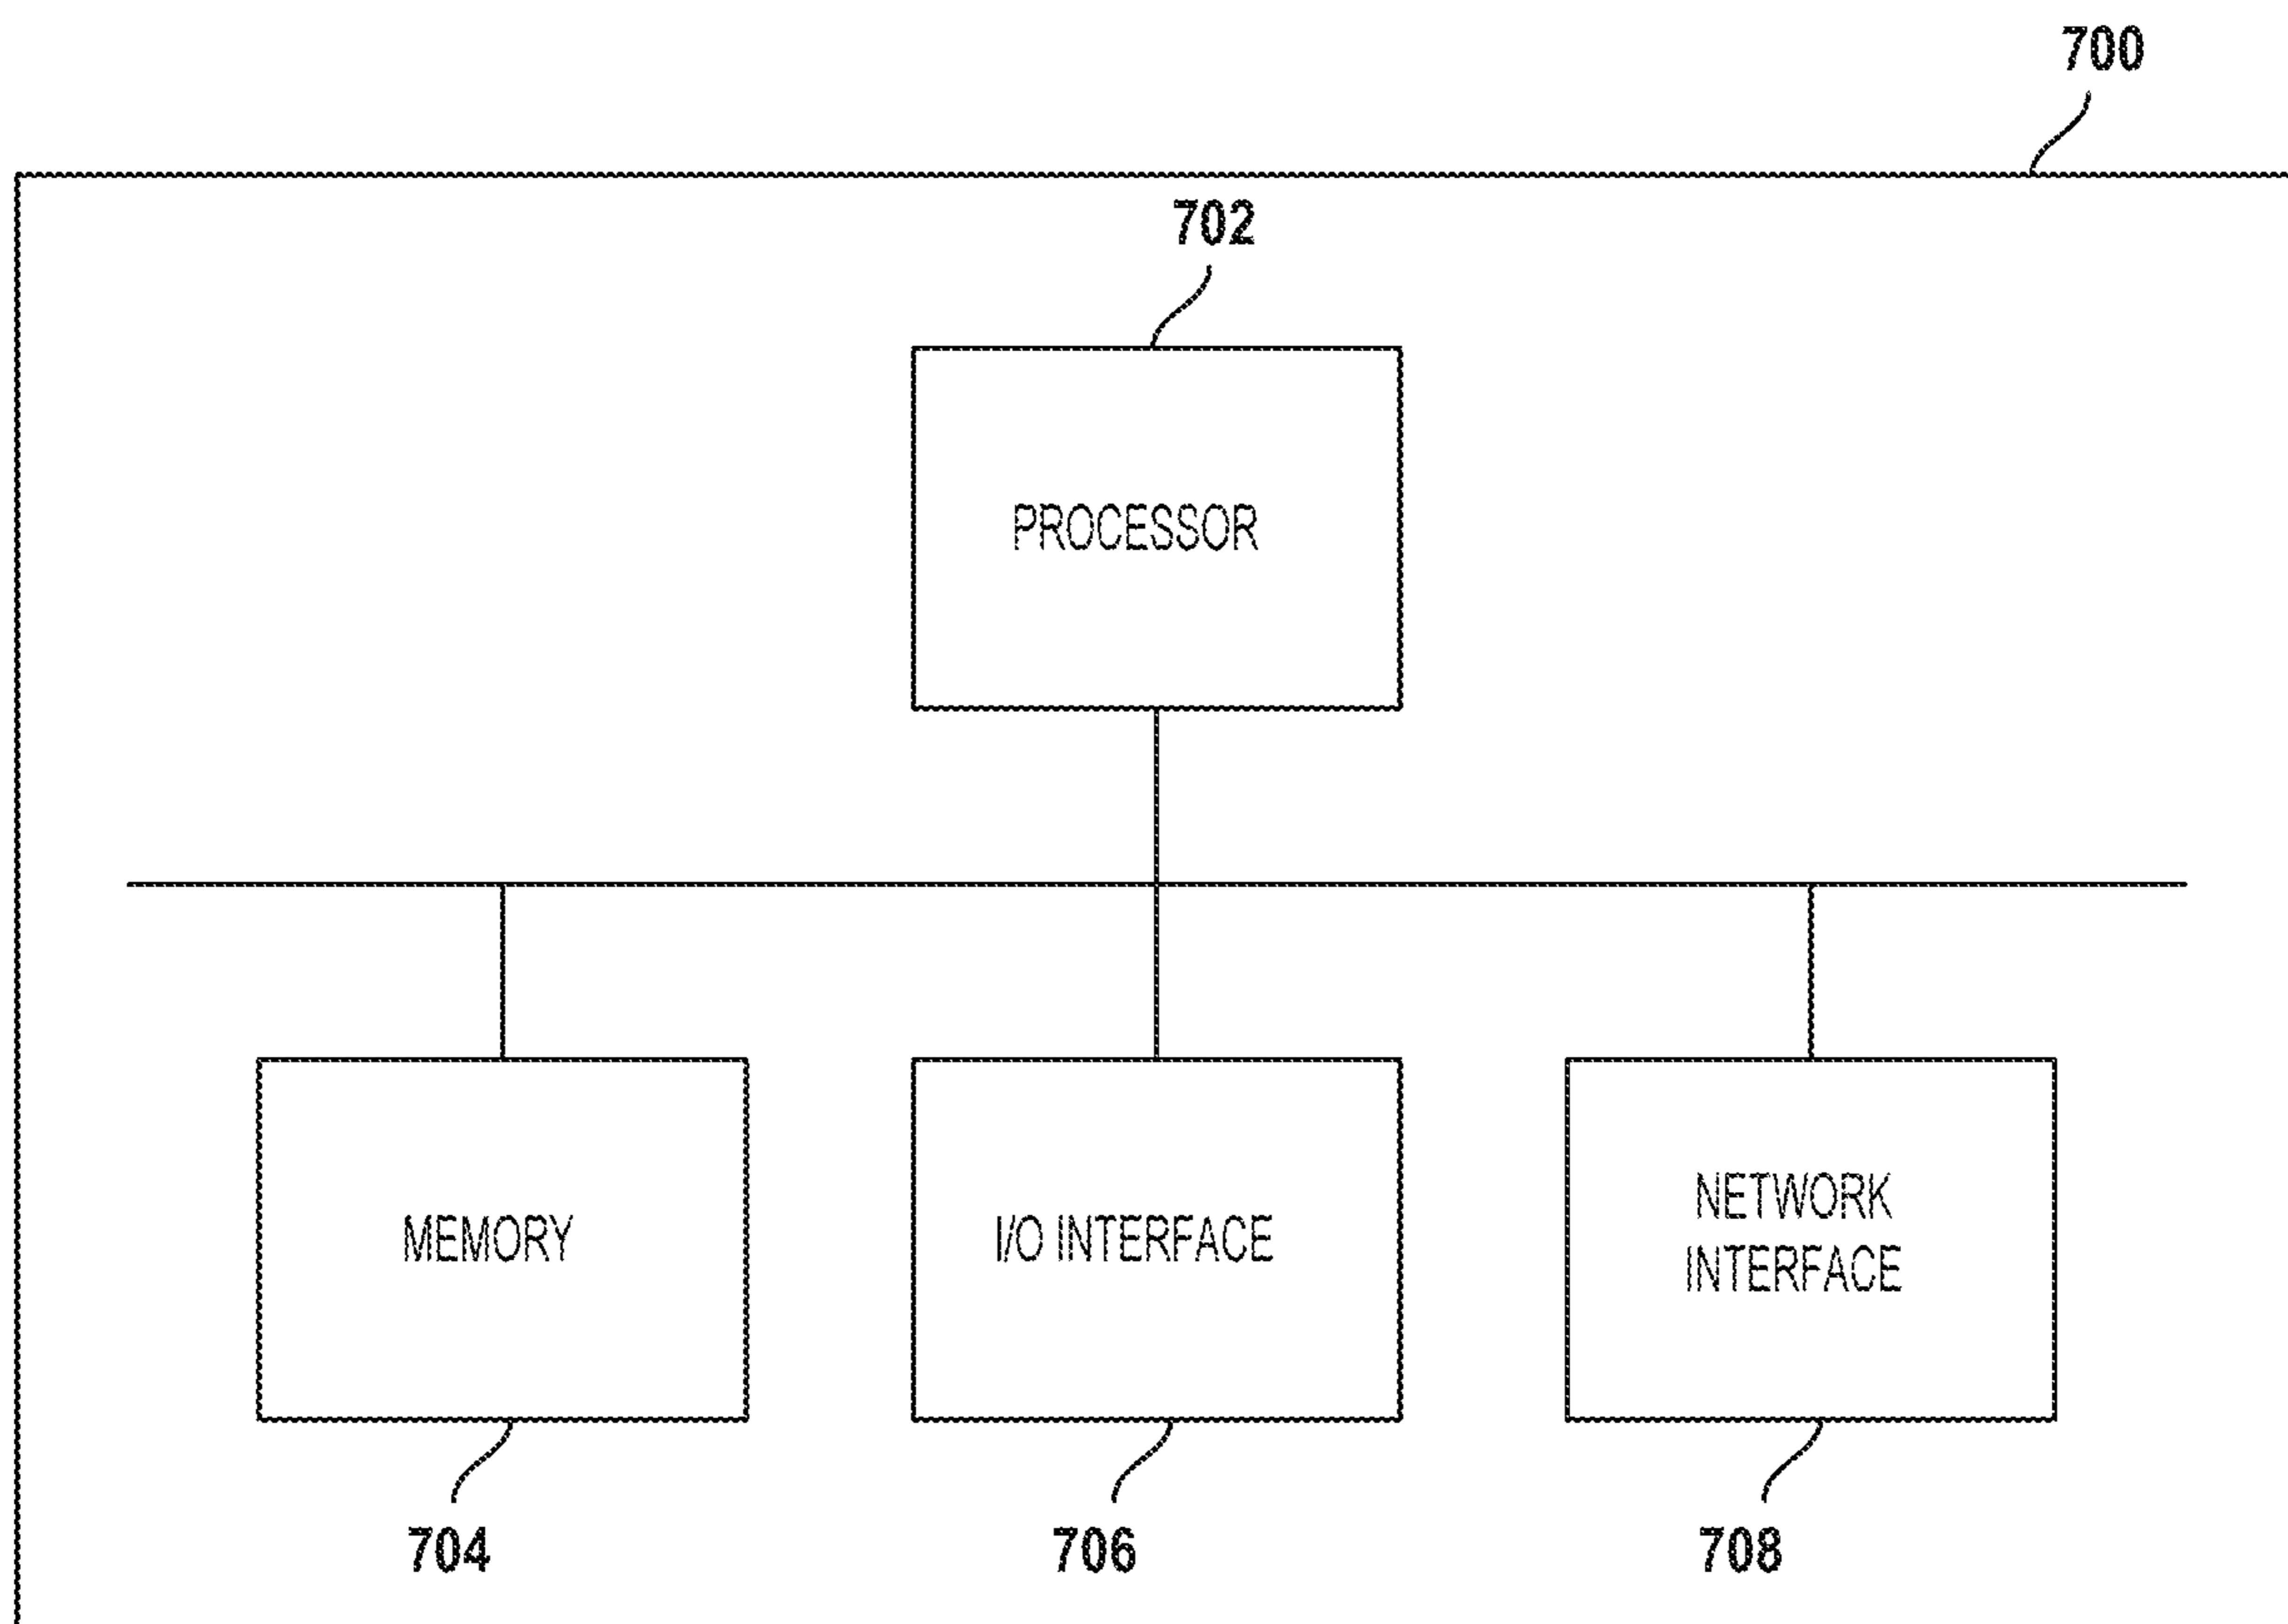 700
702
PROCESSOR
MEMORY
I/O INTERFACE
NETWORK
INTERFACE
704
706
708